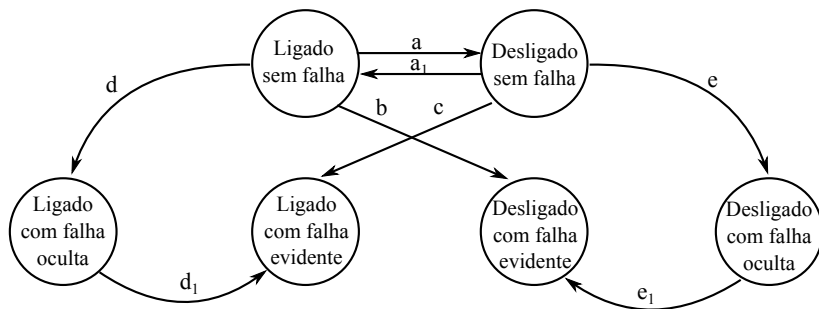 Ligado
sem falha
a
a1
Desligado
sem falha
d
b
c
e
Ligado
com falha
oculta
Ligado
com falha
evidente
Desligado
com falha
evidente
Desligado
com falha
oculta
d1
e1